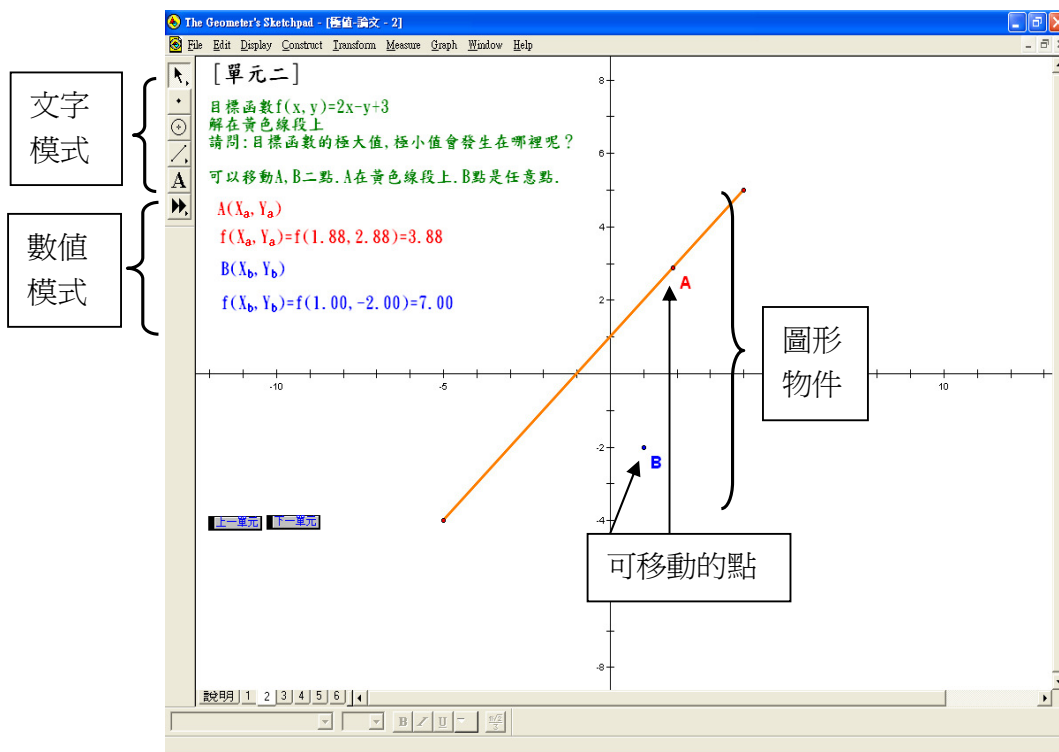 The Geometer's Sketchpad - [極值-論文 - 2]
File Edit Display Construct Transform Measure Graph Window Help
文字
模式
數值
模式
A
[單元二]
目標函數f(x,y)=2x-y+3
解在黃色線段上
請問:目標函數的極大值,極小值會發生在哪裡呢?
可以移動A,B二點.A在黃色線段上.B點是任意點.
A(Xa,Ya)
f(Xa,Ya)=f(1.88,2.88)=3.88
B(Xb,Yb)
f(Xb,Yb)=f(1.00,-2.00)=7.00
8
6
4
2
-2
-4
-8
-10
-5
10
A
B
圖形
物件
可移動的點
上一單元 下一單元
說明 1 2 3 4 5 6
B I U